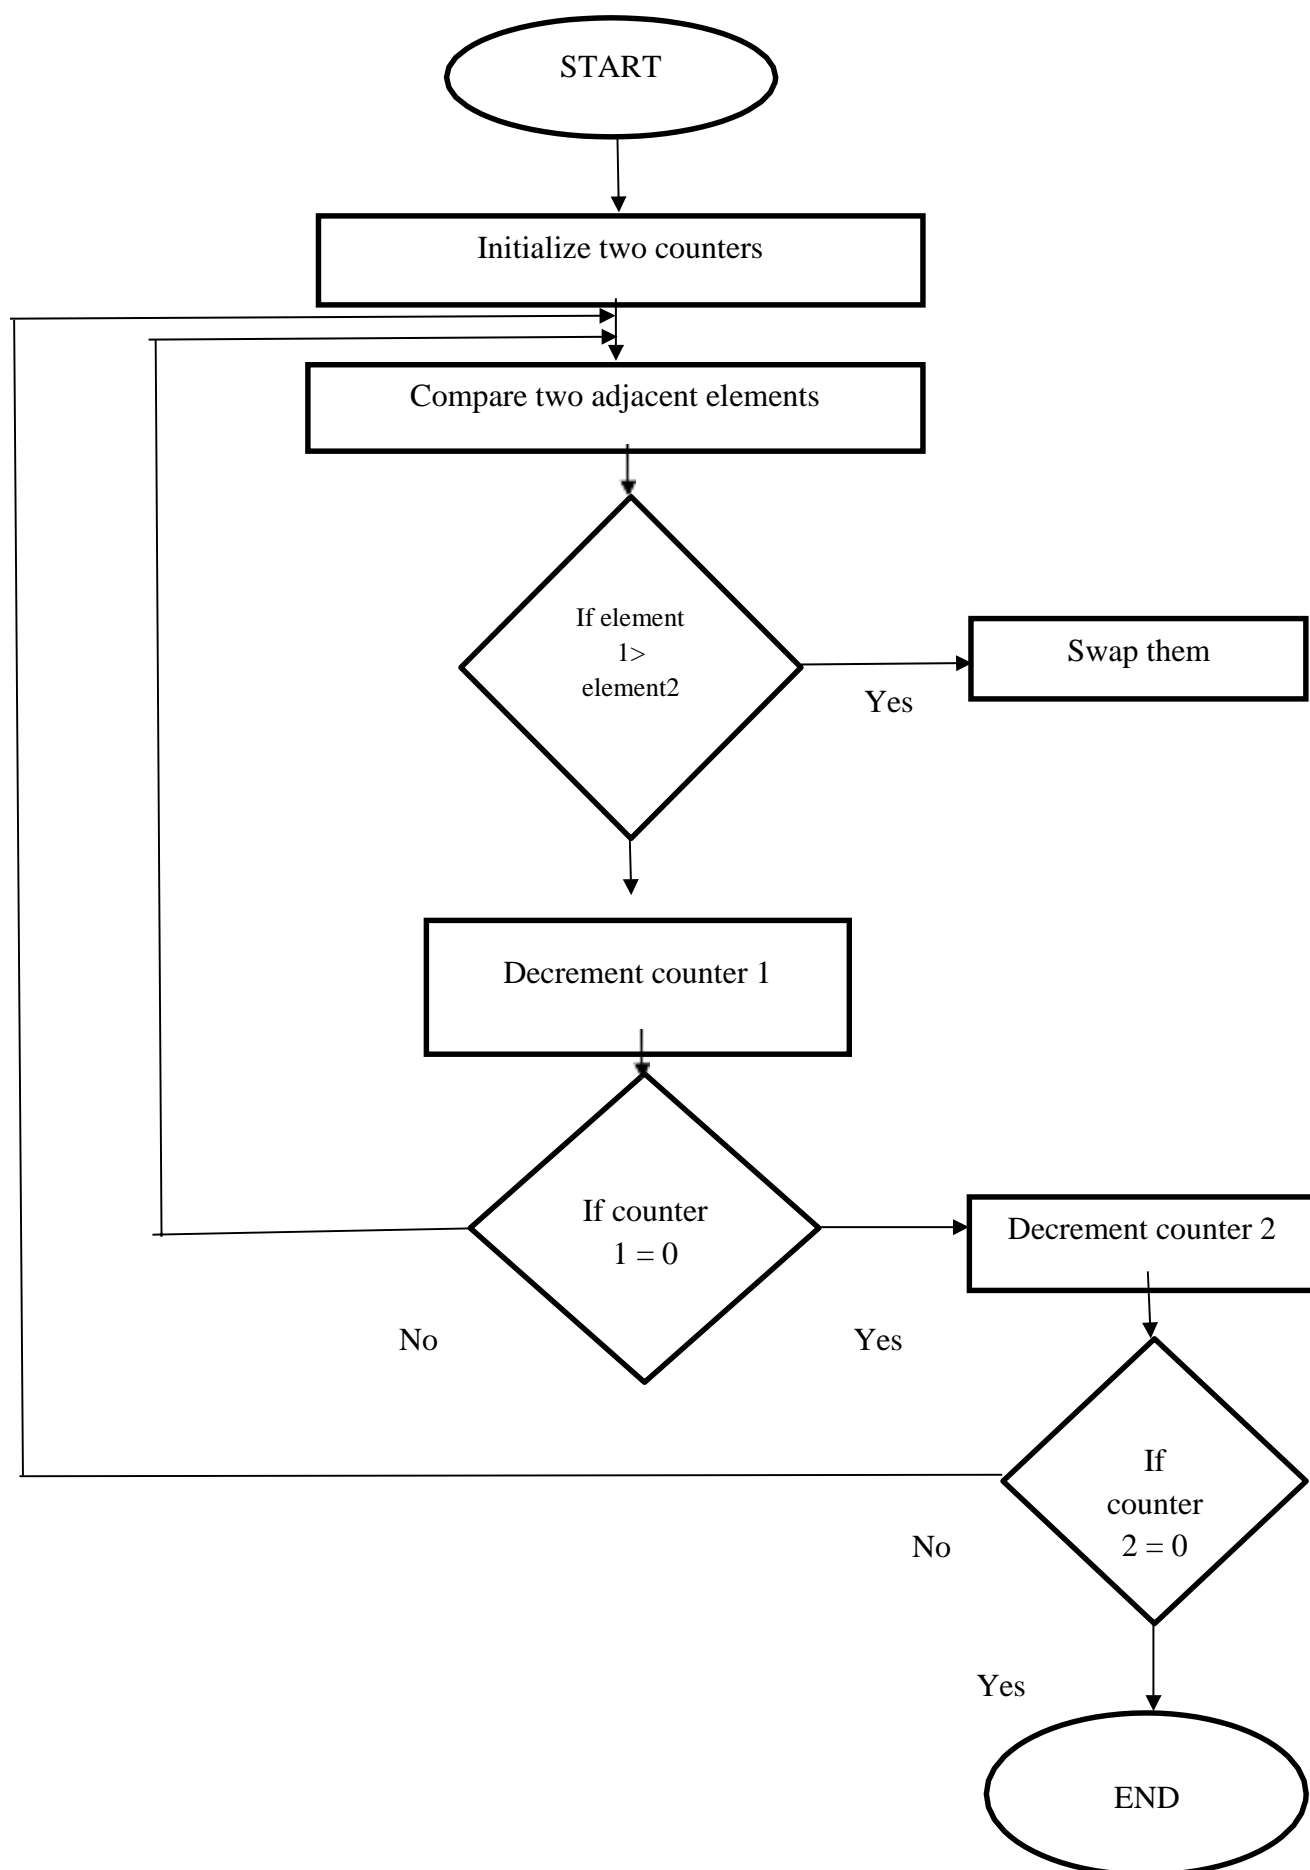 START
Initialize two counters
Compare two adjacent elements
If element
1>
element2
Swap them
Yes
Decrement counter 1
If counter
1 = 0
Decrement counter 2
No
Yes
If
counter
2 = 0
No
Yes
END